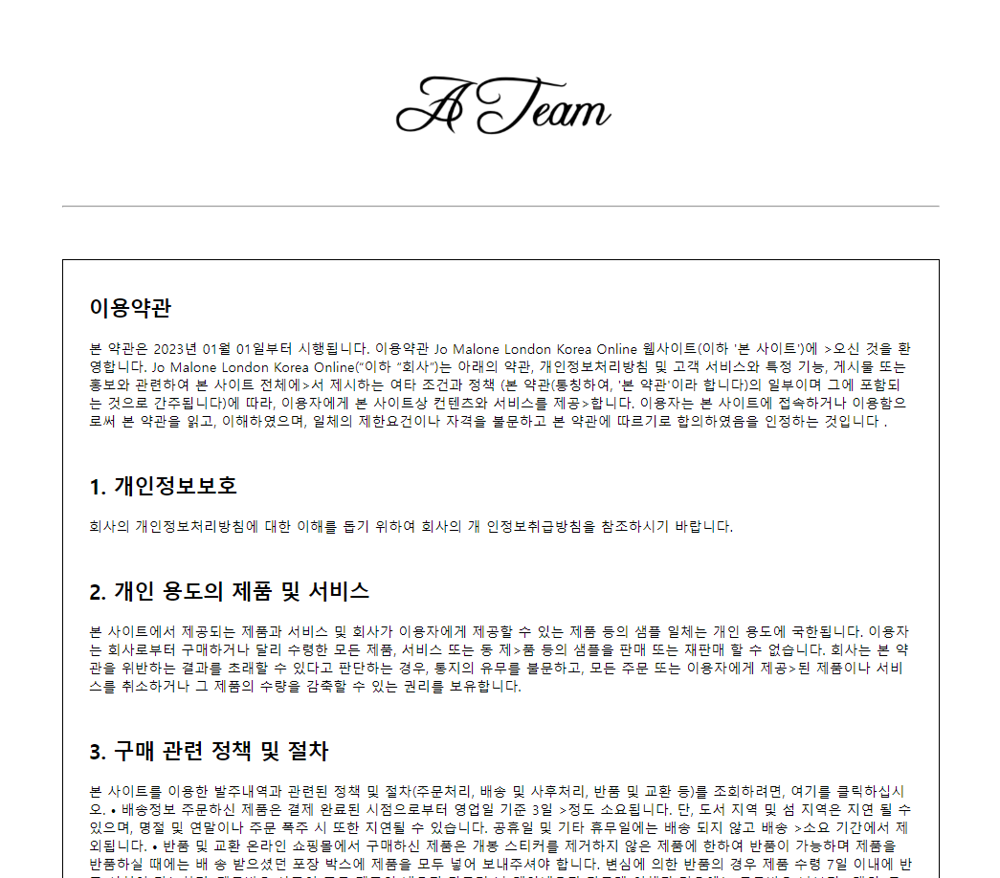 A Team
이용약관
본 약관은 2023년 01월 01일부터 시행됩니다. 이용약관 Jo Malone London Korea Online 웹사이트(이하 '본 사이트')에 >오신 것을 환
영합니다. Jo Malone London Korea Online(“이하 “회사”)는 아래의 약관, 개인정보처리방침 및 고객 서비스와 특정 기능, 게시물 또는
홍보와 관련하여 본 사이트 전체에>서 제시하는 여타 조건과 정책 (본 약관(통칭하여, '본 약관'이라 합니다)의 일부이며 그에 포함되
는 것으로 간주됩니다)에 따라, 이용자에게 본 사이트상 컨텐츠와 서비스를 제공>합니다. 이용자는 본 사이트에 접속하거나 이용함으
로써 본 약관을 읽고, 이해하였으며, 일체의 제한요건이나 자격을 불문하고 본 약관에 따르기로 합의하였음을 인정하는 것입니다 .
1. 개인정보보호
회사의 개인정보처리방침에 대한 이해를 돕기 위하여 회사의 개 인정보취급방침을 참조하시기 바랍니다.
2. 개인 용도의 제품 및 서비스
본 사이트에서 제공되는 제품과 서비스 및 회사가 이용자에게 제공할 수 있는 제품 등의 샘플 일체는 개인 용도에 국한됩니다. 이용자
는 회사로부터 구매하거나 달리 수령한 모든 제품, 서비스 또는 동 제>품 등의 샘플을 판매 또는 재판매 할 수 없습니다. 회사는 본 약
관을 위반하는 결과를 초래할 수 있다고 판단하는 경우, 통지의 유무를 불문하고, 모든 주문 또는 이용자에게 제공>된 제품이나 서비
스를 취소하거나 그 제품의 수량을 감축할 수 있는 권리를 보유합니다.
3. 구매 관련 정책 및 절차
본 사이트를 이용한 발주내역과 관련된 정책 및 절차(주문처리, 배송 및 사후처리, 반품 및 교환 등)를 조회하려면, 여기를 클릭하십시
오. • 배송정보 주문하신 제품은 결제 완료된 시점으로부터 영업일 기준 3일 >정도 소요됩니다. 단, 도서 지역 및 섬 지역은 지연 될 수
있으며, 명절 및 연말이나 주문 폭주 시 또한 지연될 수 있습니다. 공휴일 및 기타 휴무일에는 배송 되지 않고 배송 >소요 기간에서 제
외됩니다. • 반품 및 교환 온라인 쇼핑몰에서 구매하신 제품은 개봉 스티커를 제거하지 않은 제품에 한하여 반품이 가능하며 제품을
반품하실 때에는 배 송 받으셨던 포장 박스에 제품을 모두 넣어 보내주셔야 합니다. 변심에 의한 반품의 경우 제품 수령 7일 이내에 반